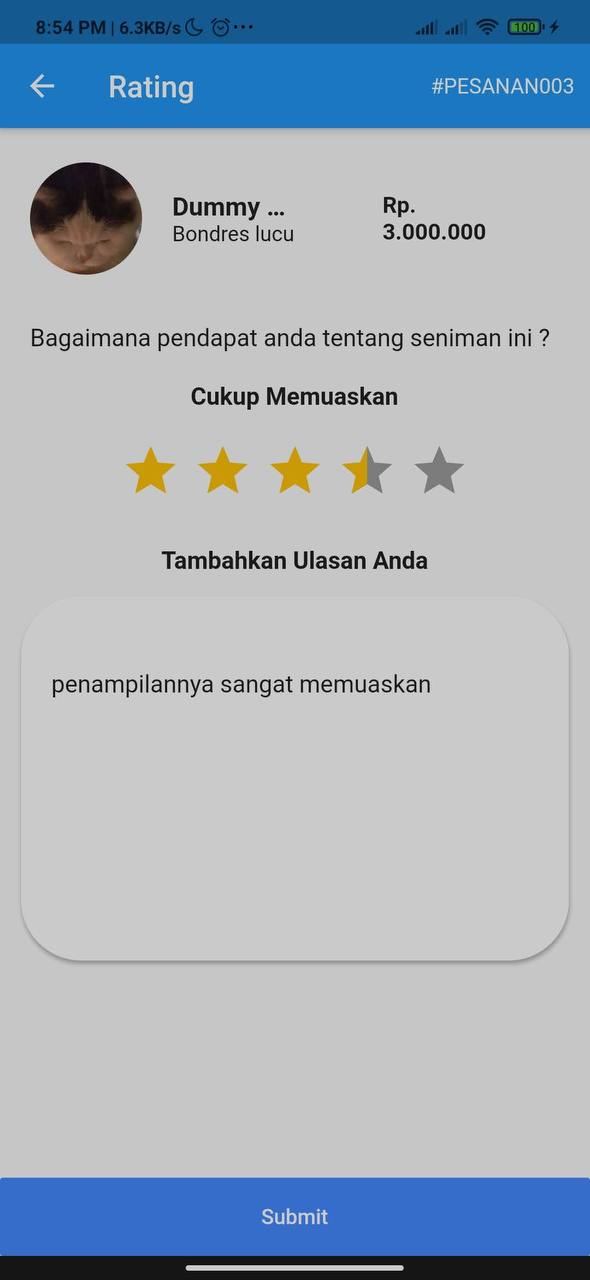 8:54 PM | 6.3KB/s ... 100
Rating #PESANAN003
Dummy ...
Bondres lucu
Rp.
3.000.000
Bagaimana pendapat anda tentang seniman ini ?
Cukup Memuaskan
Tambahkan Ulasan Anda
penampilannya sangat memuaskan
Submit